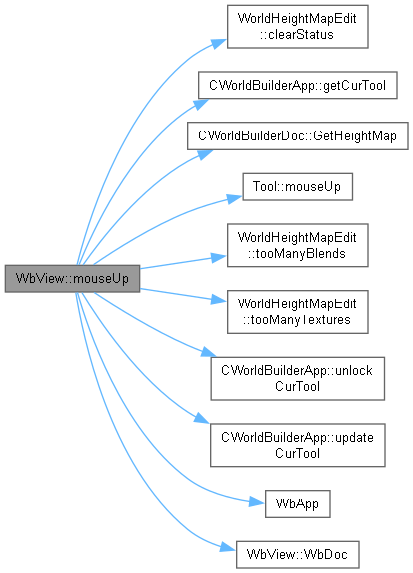 WorldHeightMapEdit
::clearStatus
CWorldBuilderApp::getCurTool
CWorldBuilderDoc::GetHeightMap
Tool::mouseUp
WorldHeightMapEdit
::tooManyBlends
WbView::mouseUp
WorldHeightMapEdit
::tooManyTextures
CWorldBuilderApp::unlock
CurTool
CWorldBuilderApp::update
CurTool
WbApp
WbView::WbDoc